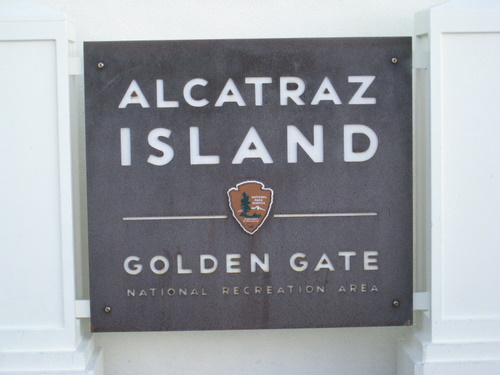 ALCATRAZ
ISLAND
GOLDEN GATE
NATIONAL RECREATION AREA